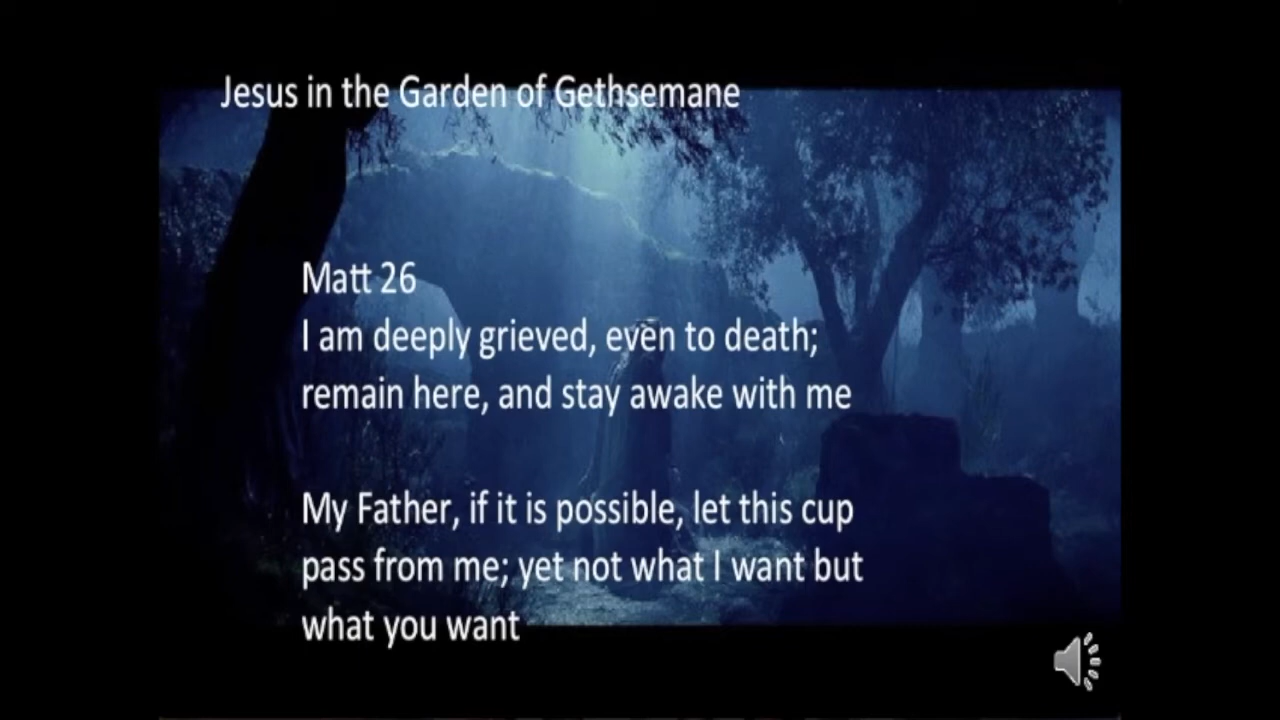 Jesus in the Garden of Gethsemane
Matt 26
I am deeply grieved, even to death;
remain here, and stay awake with me
My Father, if it is possible, let this cup
pass from me; yet not what I want but
what you want